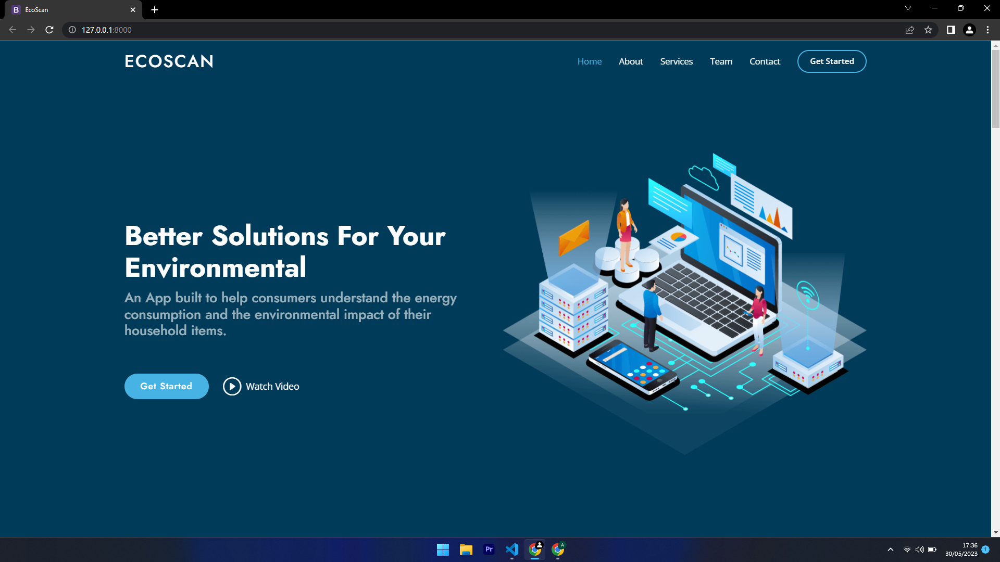 EcoScan
127.0.0.1:8000
ECOSCAN
Home About Services Team Contact Get Started
Better Solutions For Your
Environmental
An App built to help consumers understand the energy
consumption and the environmental impact of their
household items.
Get Started Watch Video
Pr
A
17:36
30/05/2023
1